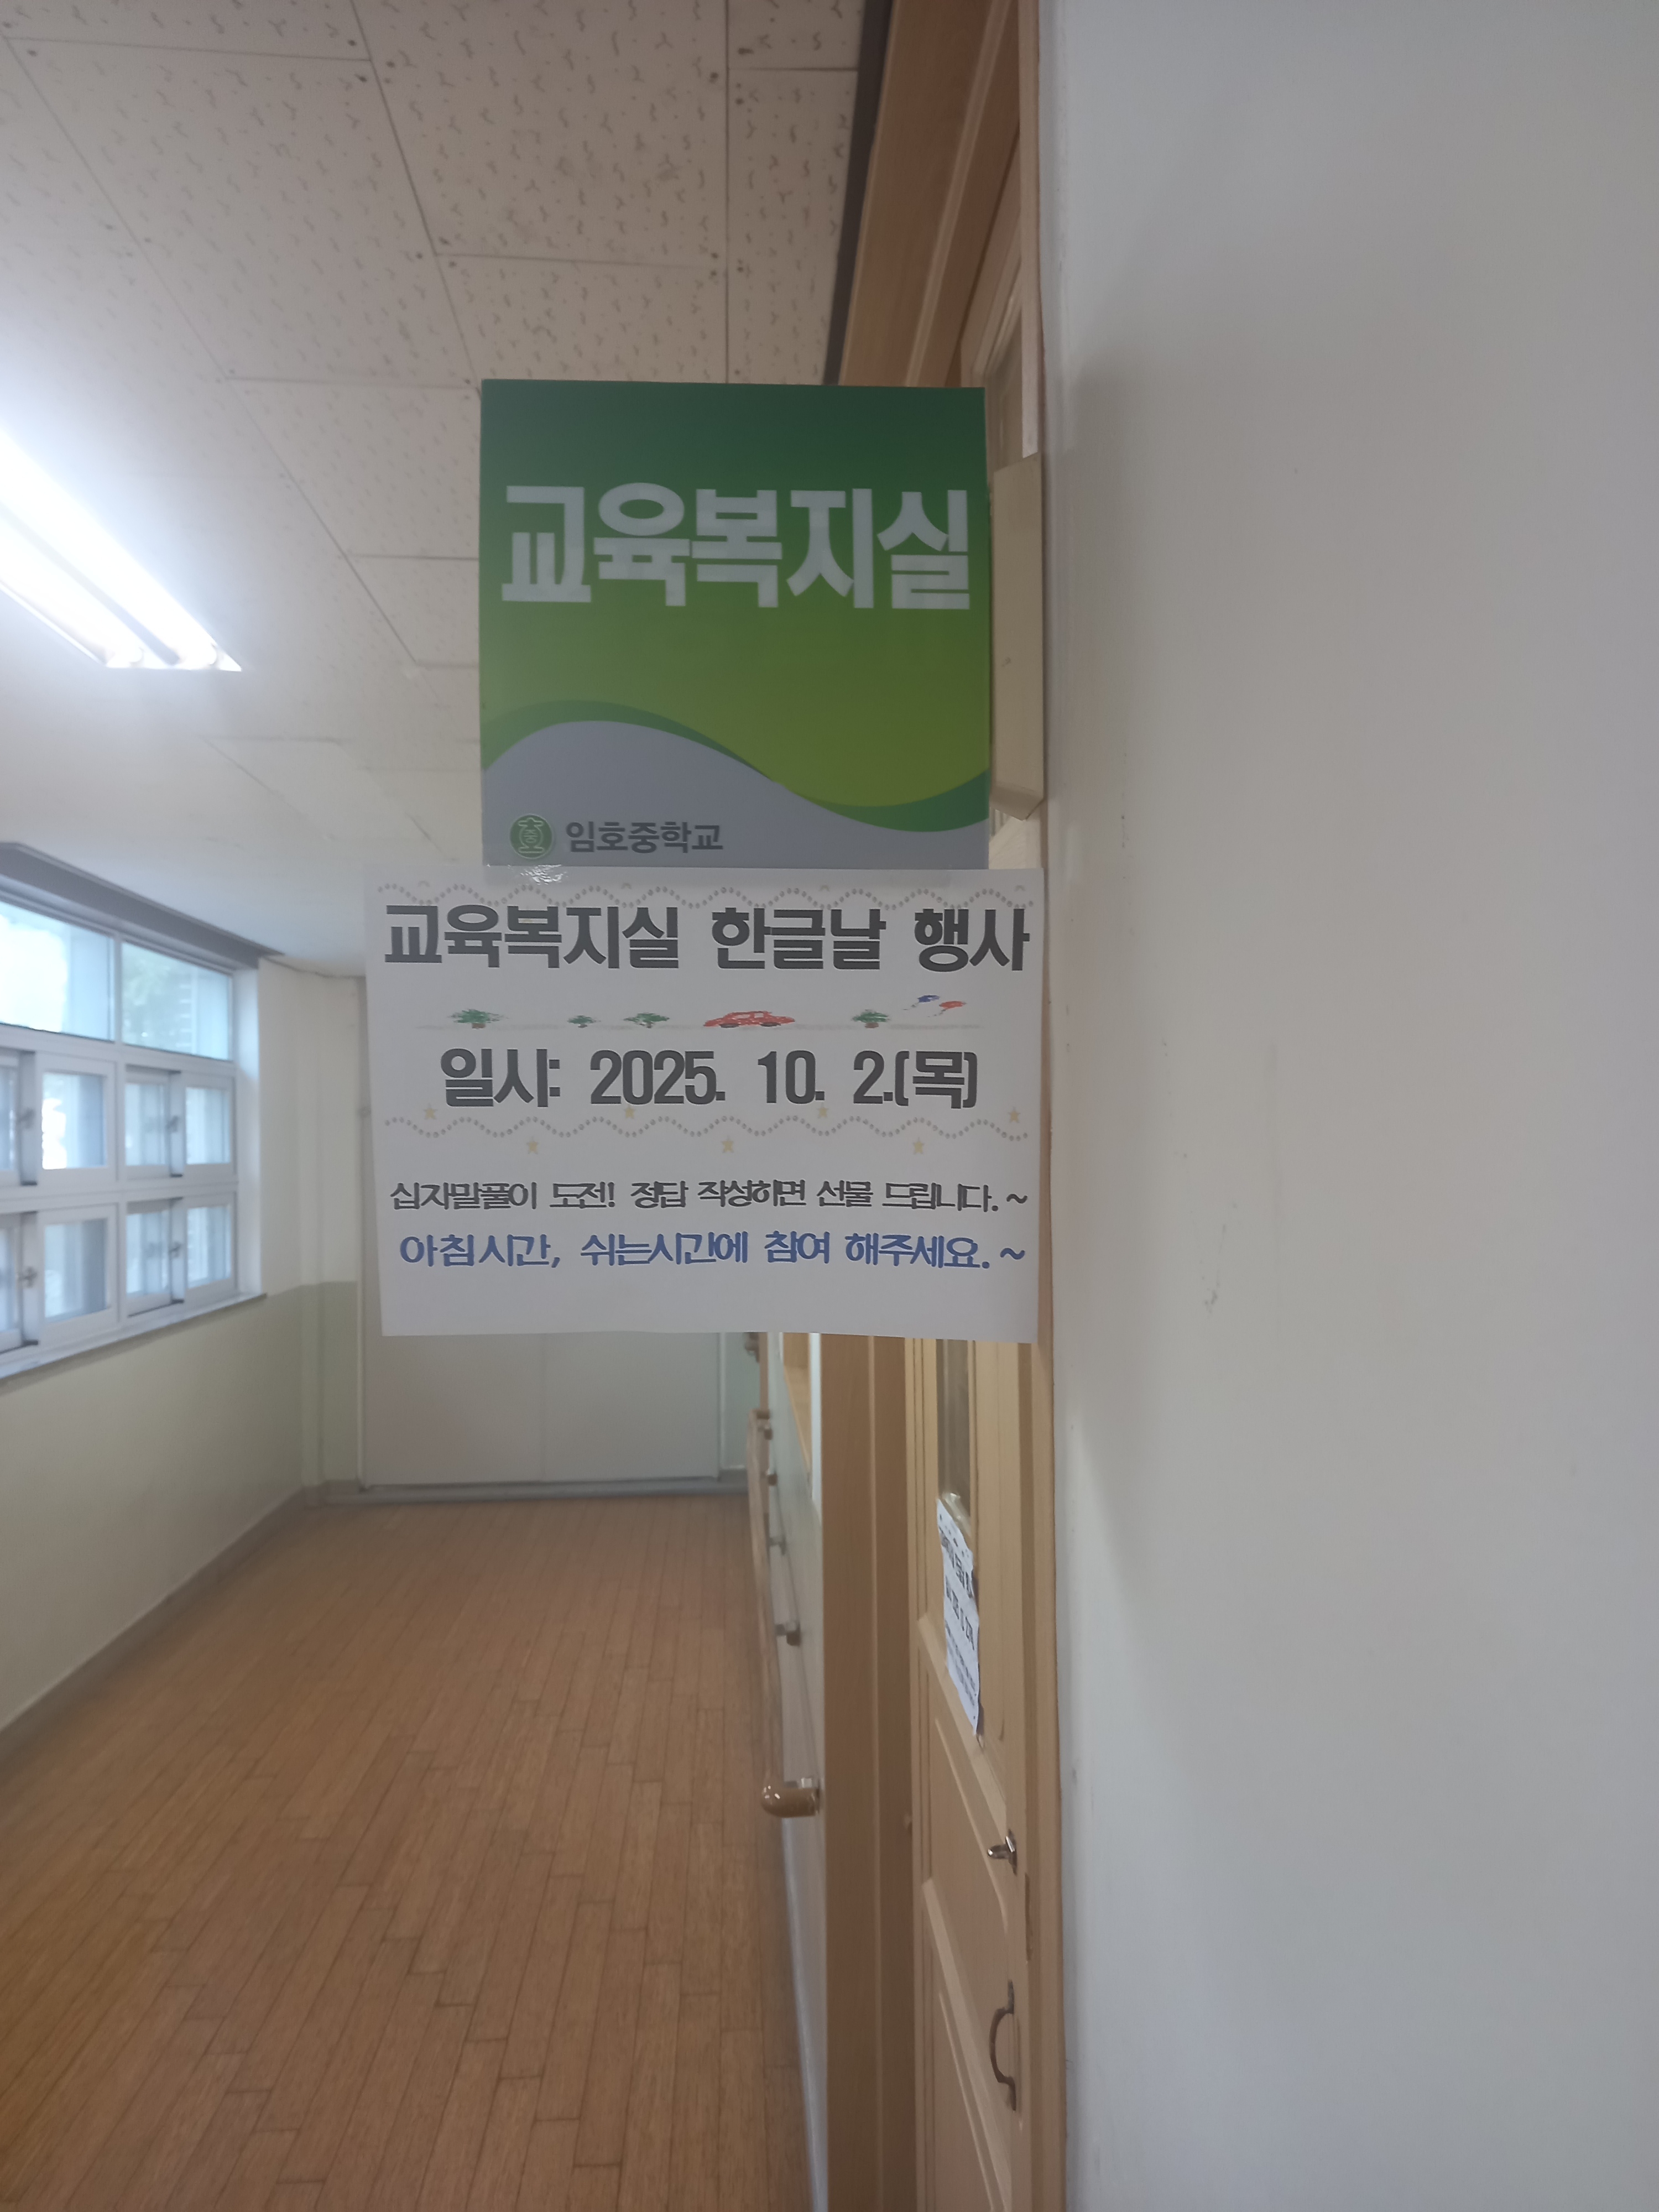 교육복지실
임호중학교
교육복지실 한글날 행사
일시: 2025. 10. 2.(목)
십자말풀이 도전! 정답 작성하면 선물 드립니다.~
아침시간, 쉬는시간에 참여 해주세요.~